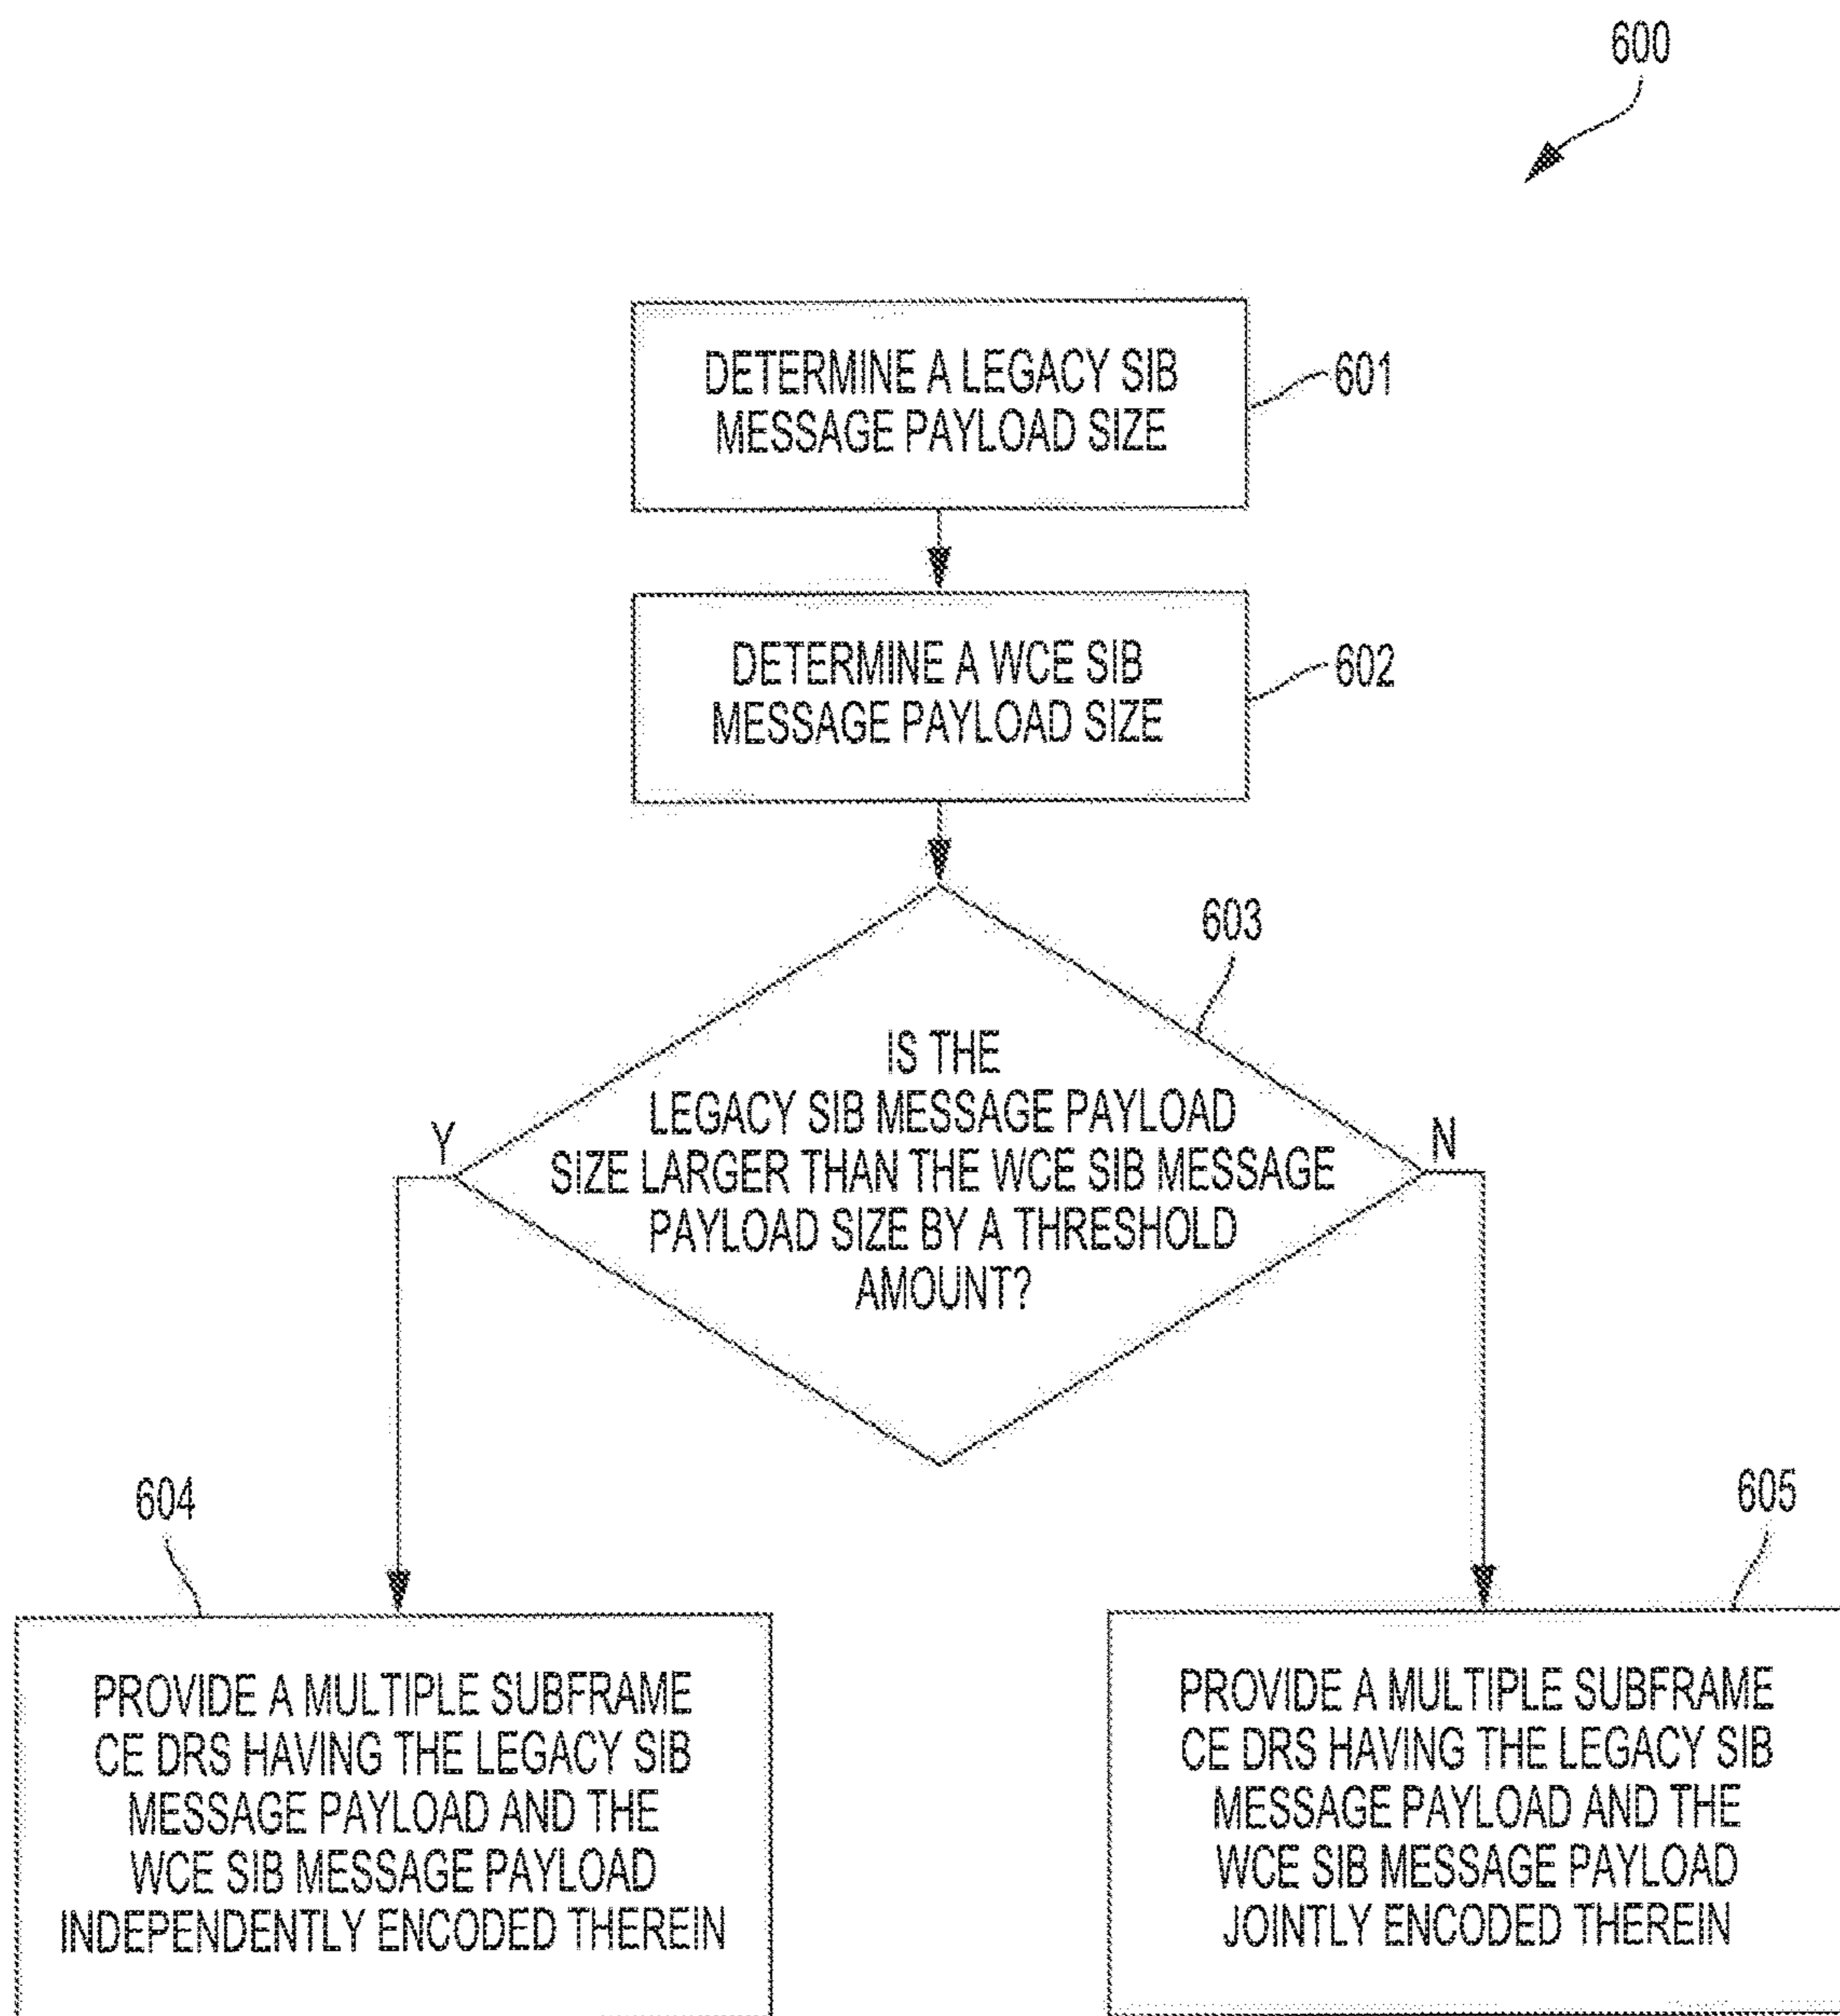 600
DETERMINE A LEGACY SIB
MESSAGE PAYLOAD SIZE
601
DETERMINE A WCE SIB
MESSAGE PAYLOAD SIZE
602
603
IS THE
LEGACY SIB MESSAGE PAYLOAD
SIZE LARGER THAN THE WCE SIB MESSAGE
PAYLOAD SIZE BY A THRESHOLD
AMOUNT?
Y
N
604
PROVIDE A MULTIPLE SUBFRAME
CE DRS HAVING THE LEGACY SIB
MESSAGE PAYLOAD AND THE
WCE SIB MESSAGE PAYLOAD
INDEPENDENTLY ENCODED THEREIN
605
PROVIDE A MULTIPLE SUBFRAME
CE DRS HAVING THE LEGACY SIB
MESSAGE PAYLOAD AND THE
WCE SIB MESSAGE PAYLOAD
JOINTLY ENCODED THEREIN